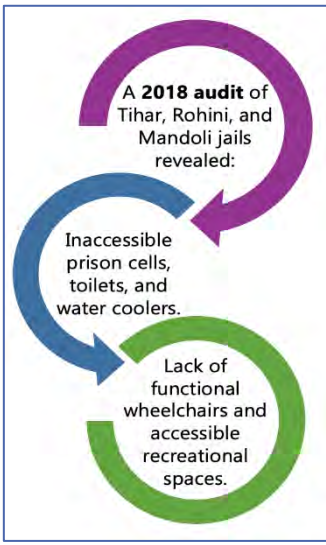 A 2018 audit of
Tihar, Rohini, and
Mandoli jails
revealed:
Inaccessible
prison cells,
toilets, and
water coolers.
Lack of
functional
wheelchairs and
accessible
recreational
spaces.